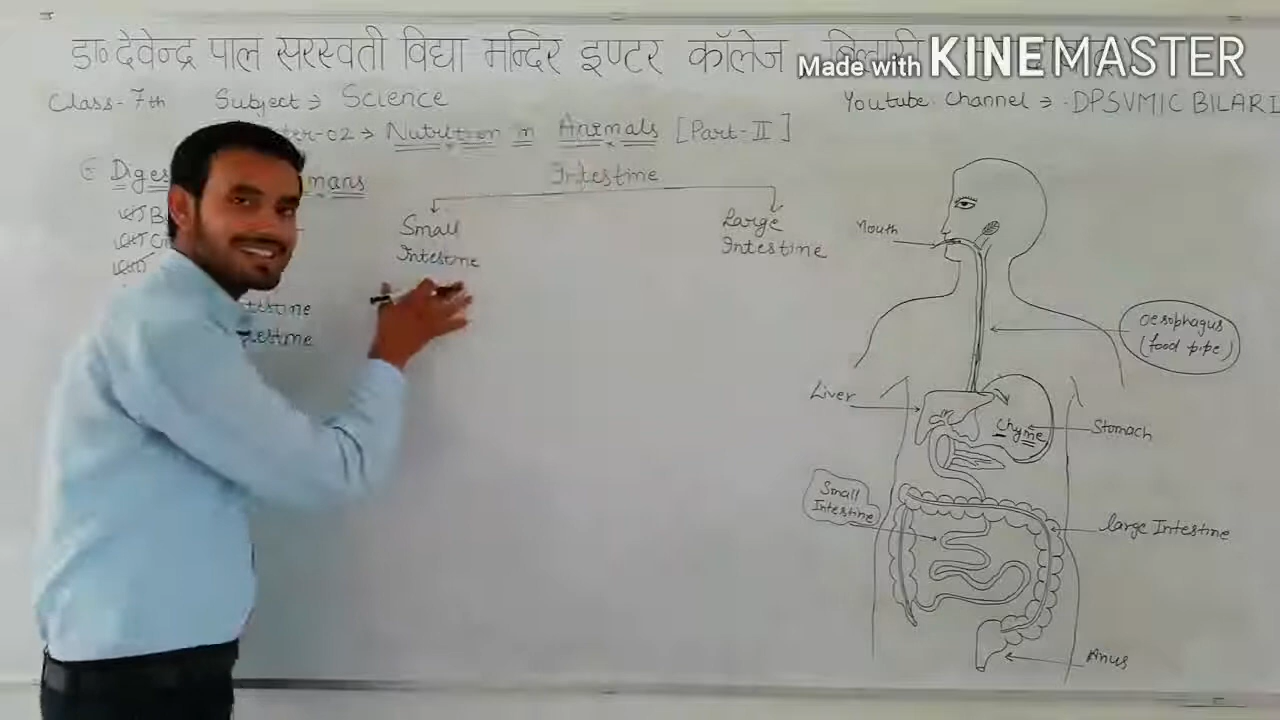 डा० देवेन्द्र पाल सरस्वती विद्या मन्दिर इण्टर कॉलेज
Made with KINEMASTER
Class-7th Subject → Science
Youtube Channel → DPSVMIC BILARI
-02 → Nutrition in Animals [Part-II]
Intestine
Small
Intestine
Large
Intestine
Mouth
Oesophagus
(food pipe)
Liver
Chyme
Stomach
Small
Intestine
large Intestine
Anus